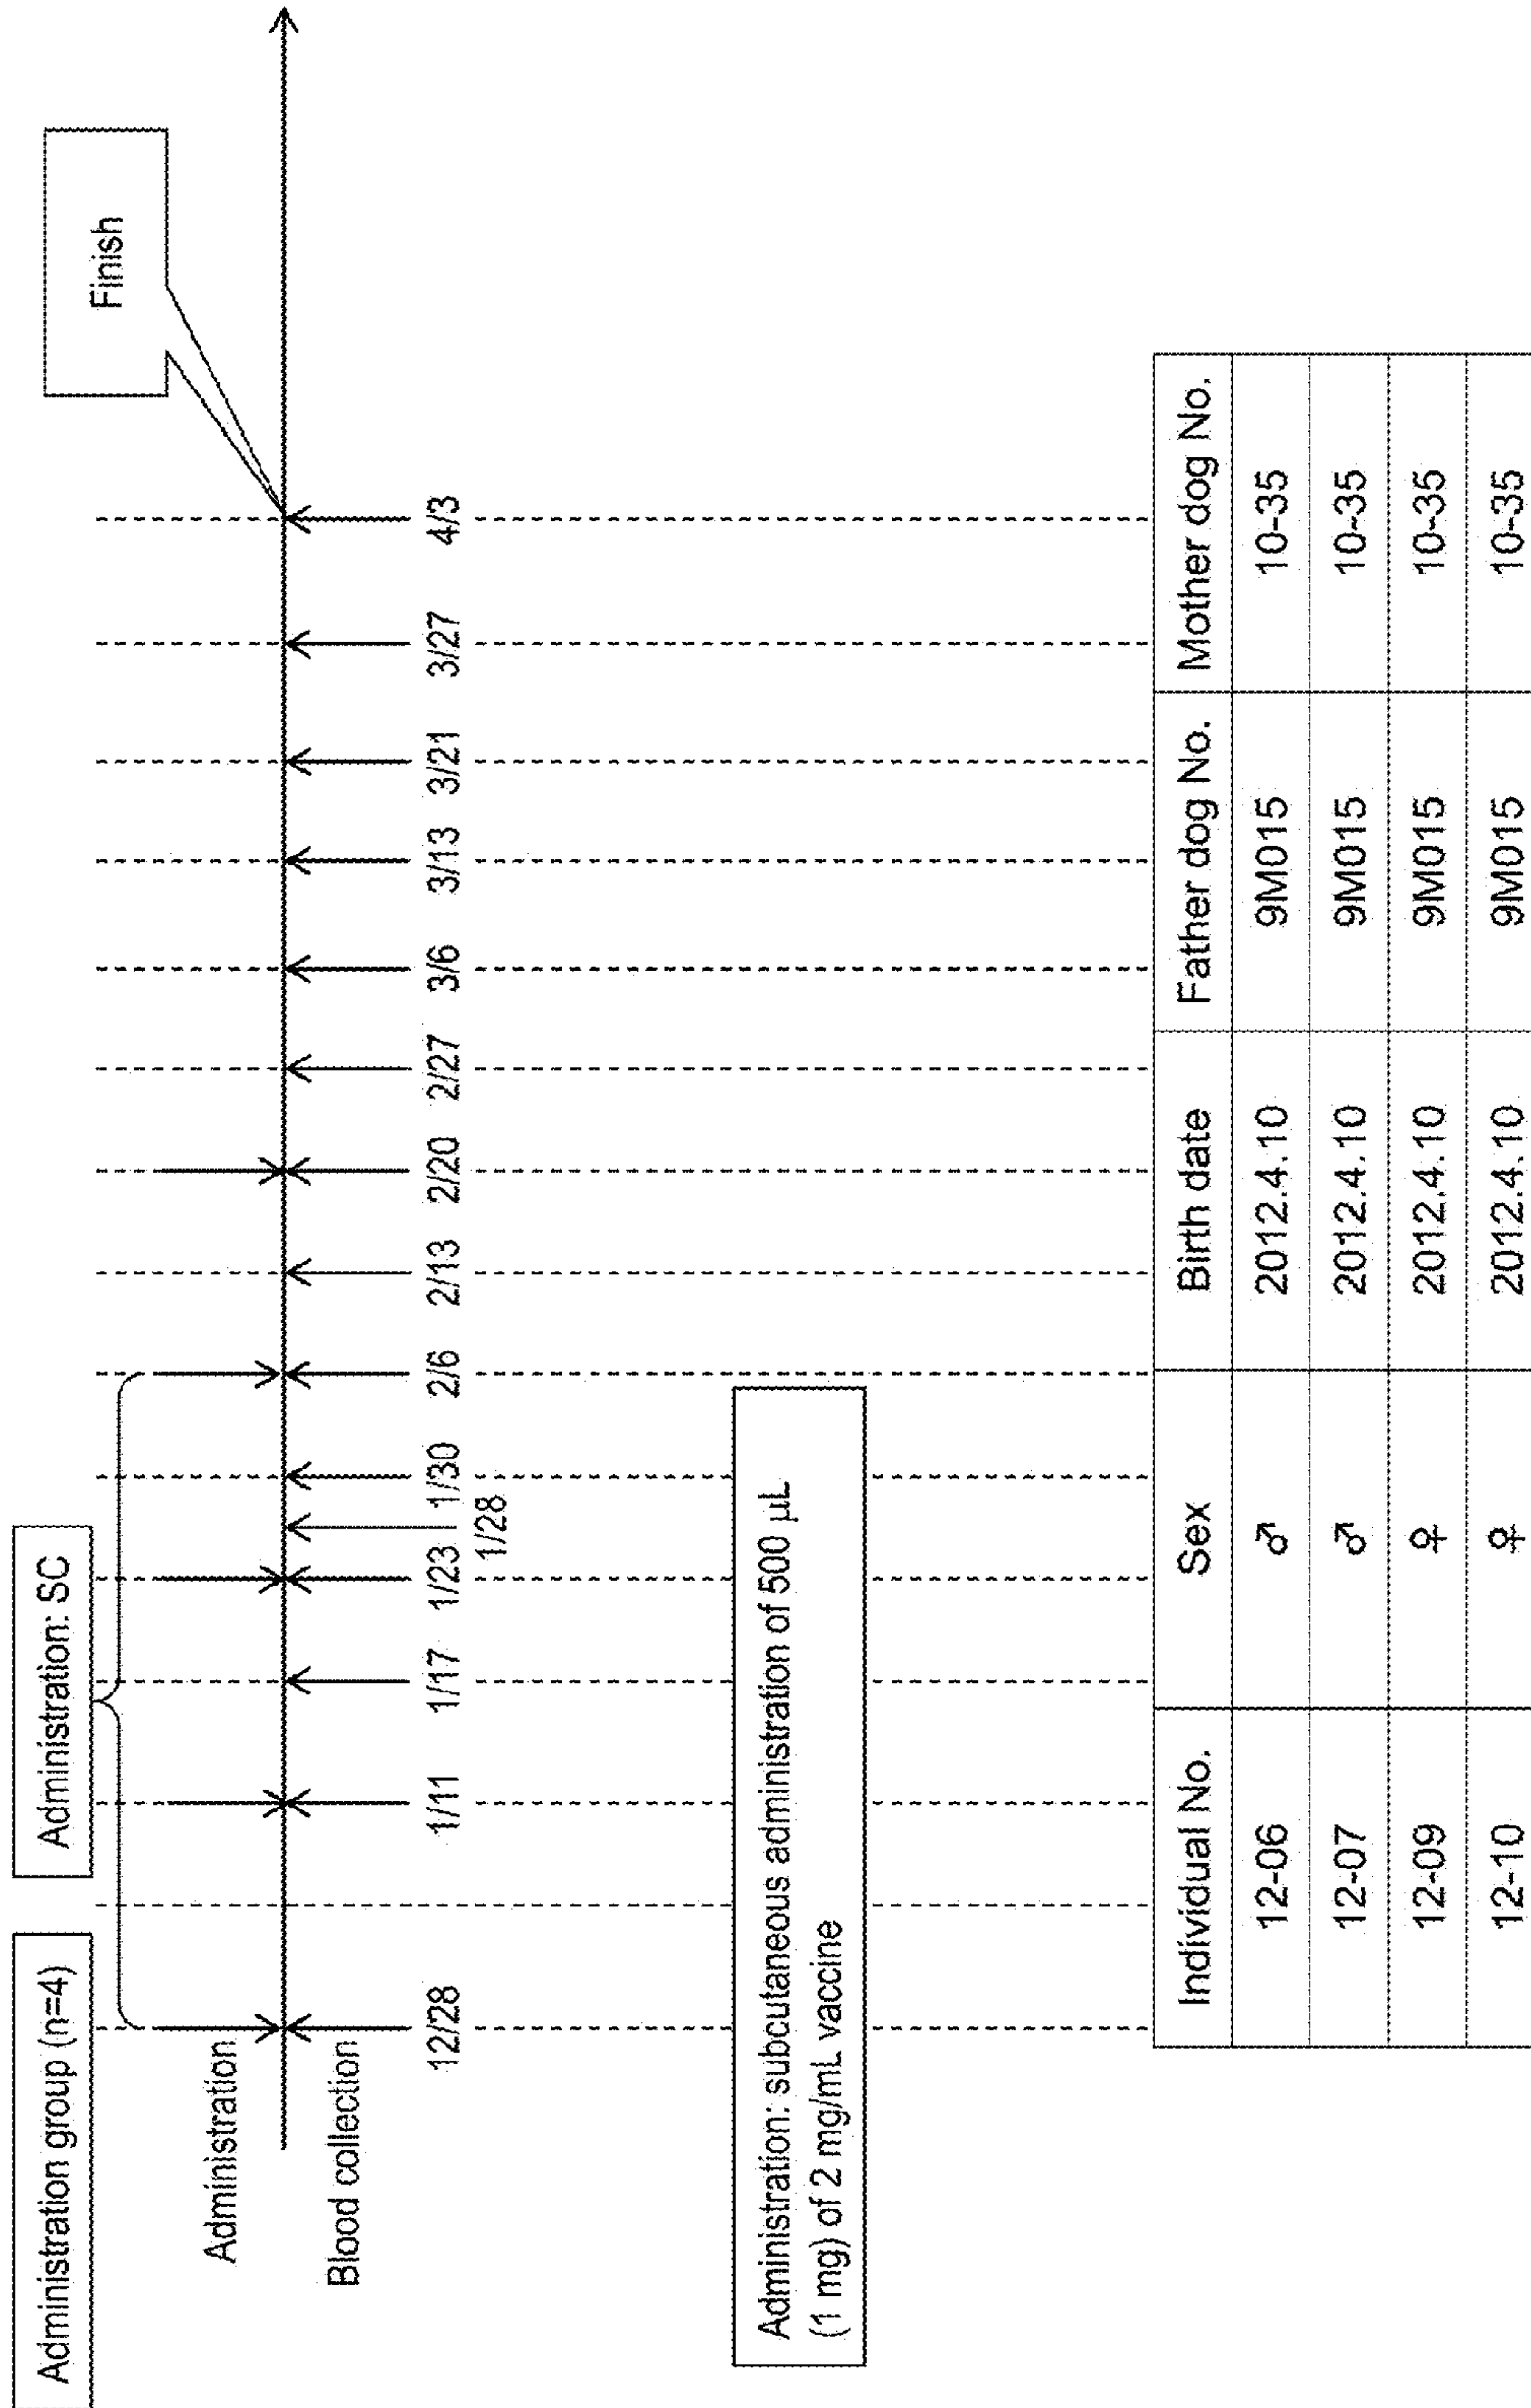 Administration group (n=4)
Administration: SC
Finish
Administration
Blood collection
12/28
1/11
1/17
1/23
1/28
1/30
2/6
2/13
2/20
2/27
3/6
3/13
3/21
3/27
4/3
Administration: subcutaneous administration of 500 µL
(1 mg) of 2 mg/mL vaccine
Individual No. Sex Birth date Father dog No. Mother dog No.
12-06 ♂ 2012.4.10 9M015 10-35
12-07 ♂ 2012.4.10 9M015 10-35
12-09 ♀ 2012.4.10 9M015 10-35
12-10 ♀ 2012.4.10 9M015 10-35